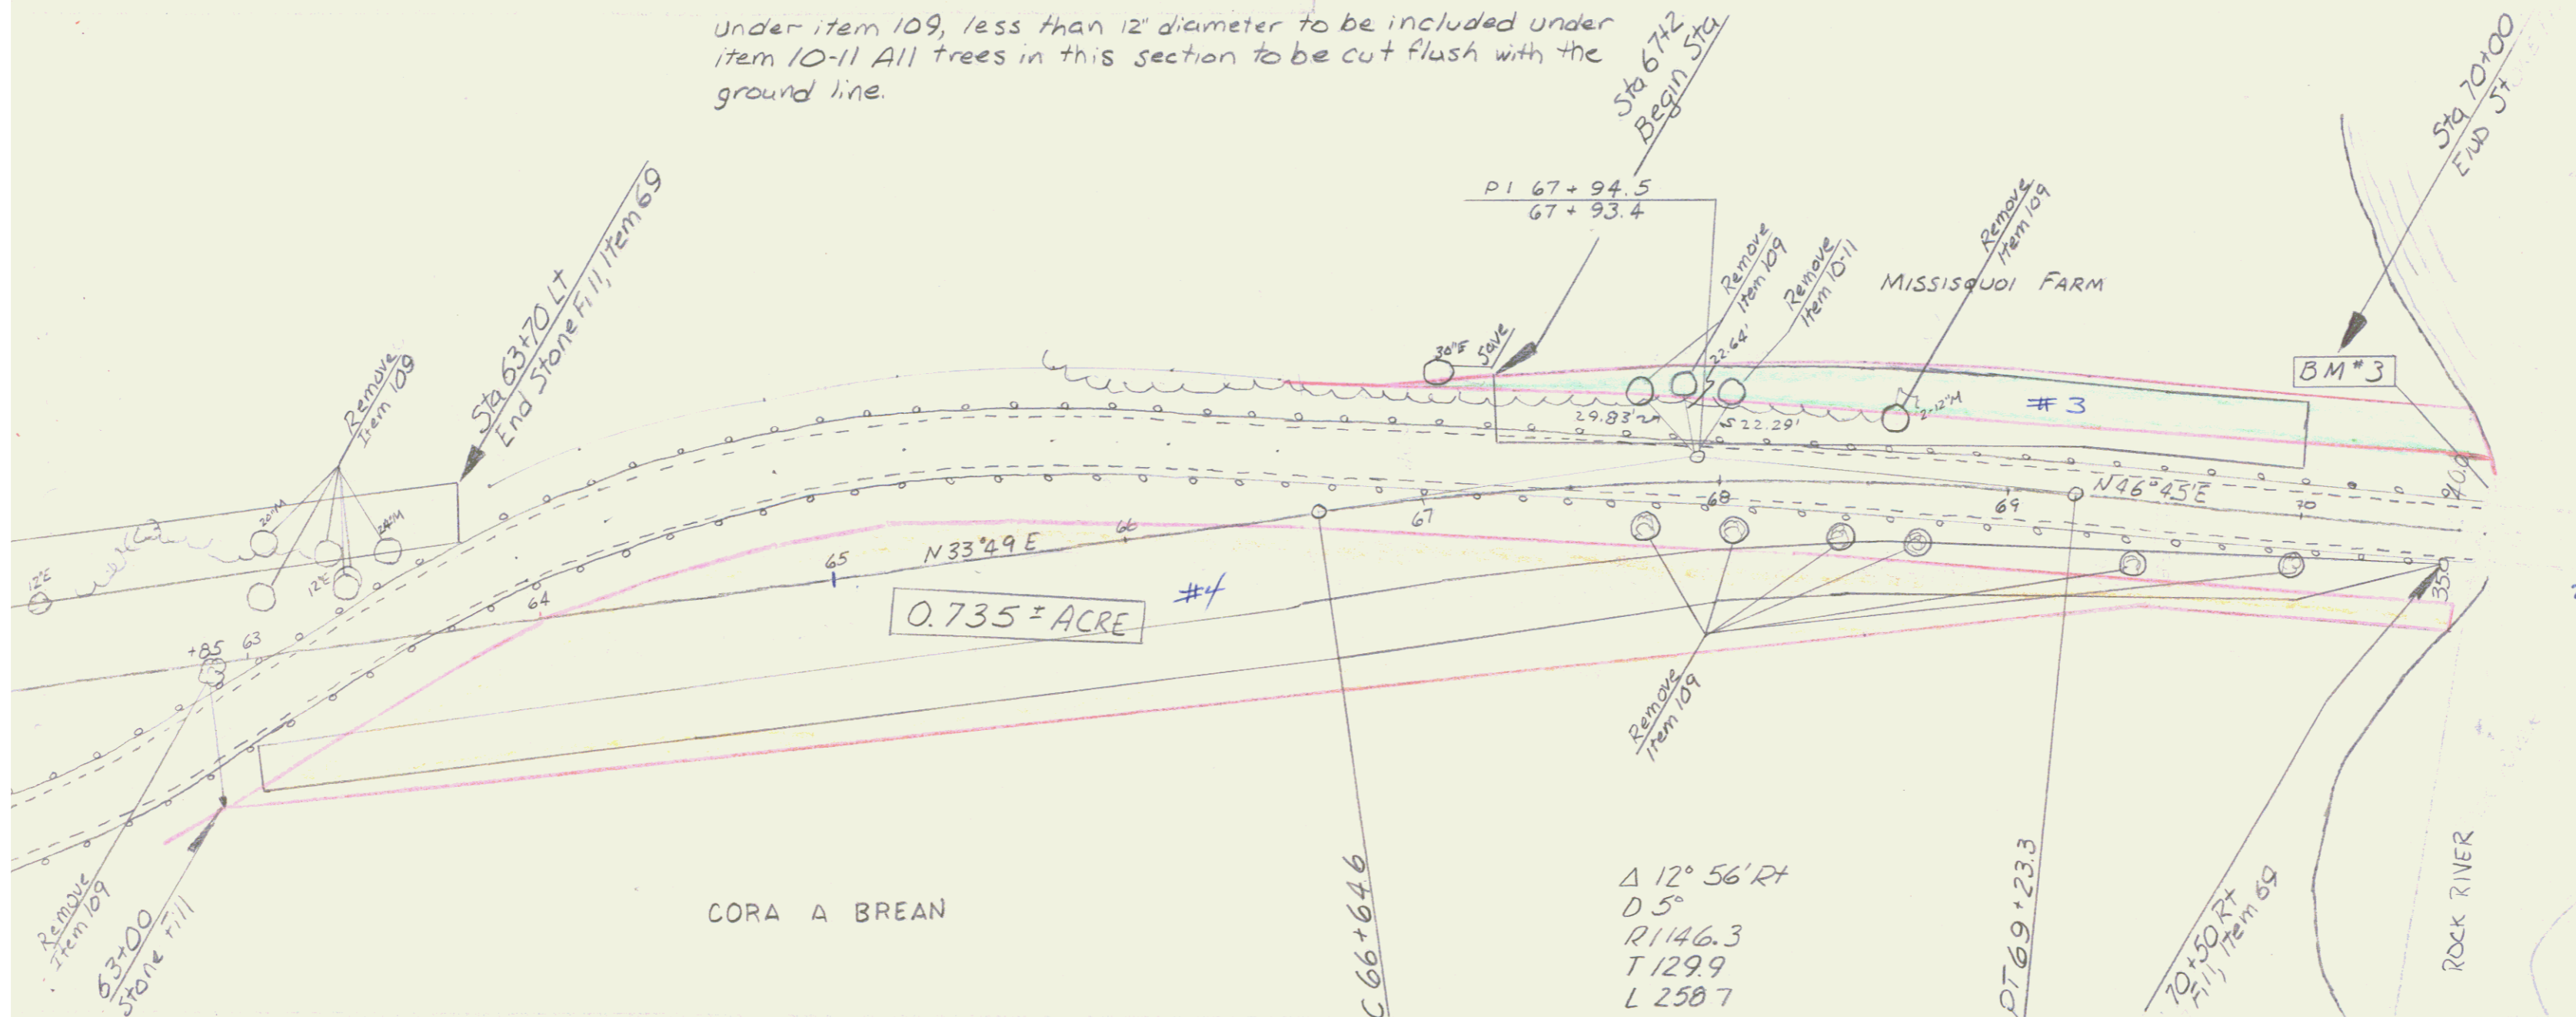 under item 109, less than 12" diameter to be included under
item 10-11 All trees in this section to be cut flush with the
ground line.
Sta 67+2
Begin Sta
Sta 70+00
End St
PI 67 + 94.5
67 + 93.4
Sta 63+70 Lt
End Stone Fill, Item 69
Remove
Item 109
Remove
Item 109
Remove
Item 10-11
Remove
Item 109
MISSISQUOI FARM
30"E
Save
22.64'
29.83'
22.29'
2-12"M
#3
BM #3
400
20"M
24"M
12"E
12"E
+85
63
64
65
66
67
68
69
70
N 33°49 E
N46°45'E
350
0.735 ± ACRE
#4
Remove
Item 109
Remove
Item 109
63+00
Stone Fill
CORA A BREAN
C 66+64.6
Δ 12° 56' Rt
D 5°
R 1146.3
T 129.9
L 258 7
PT 69+23.3
70+50 Rt
Fill, Item 69
ROCK RIVER